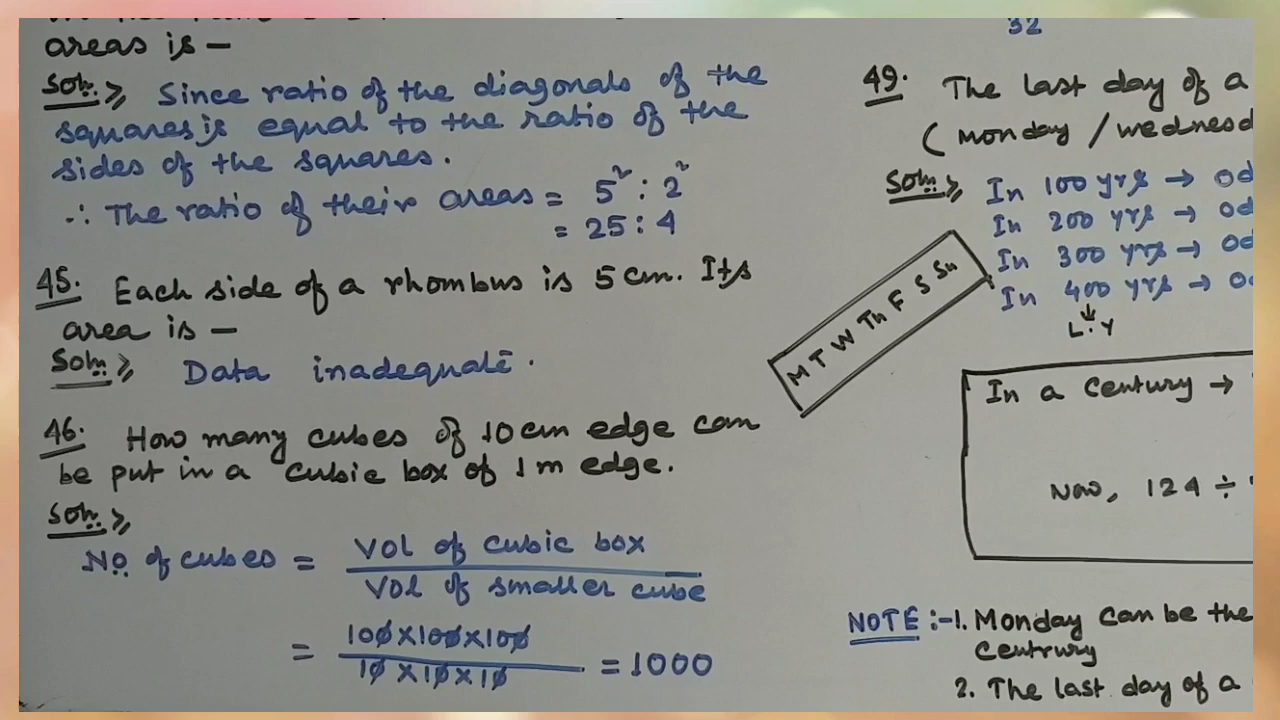 areas is –
Soln. ⇒ Since ratio of the diagonals of the
squares is equal to the ratio of the
sides of the squares.
∴ The ratio of their areas = 5² : 2²
= 25 : 4
45. Each side of a rhombus is 5 cm. Its
area is –
Soln. ⇒ Data inadequate.
46. How many cubes of 10 cm edge can
be put in a cubic box of 1 m edge.
Soln. ⇒
No. of cubes = Vol of cubic box
Vol of smaller cube
= 100 × 100 × 100
10 × 10 × 10 = 1000
32
49. The last day of a
(monday / wednesd
Soln. ⇒ In 100 yrs → od
In 200 yrs → od
In 300 yrs → od
In 400 yrs → o
L.Y
M T W Th F S Su
In a century →
Now, 124 ÷
NOTE :-1. Monday can be the
centrury
2. The last day of a